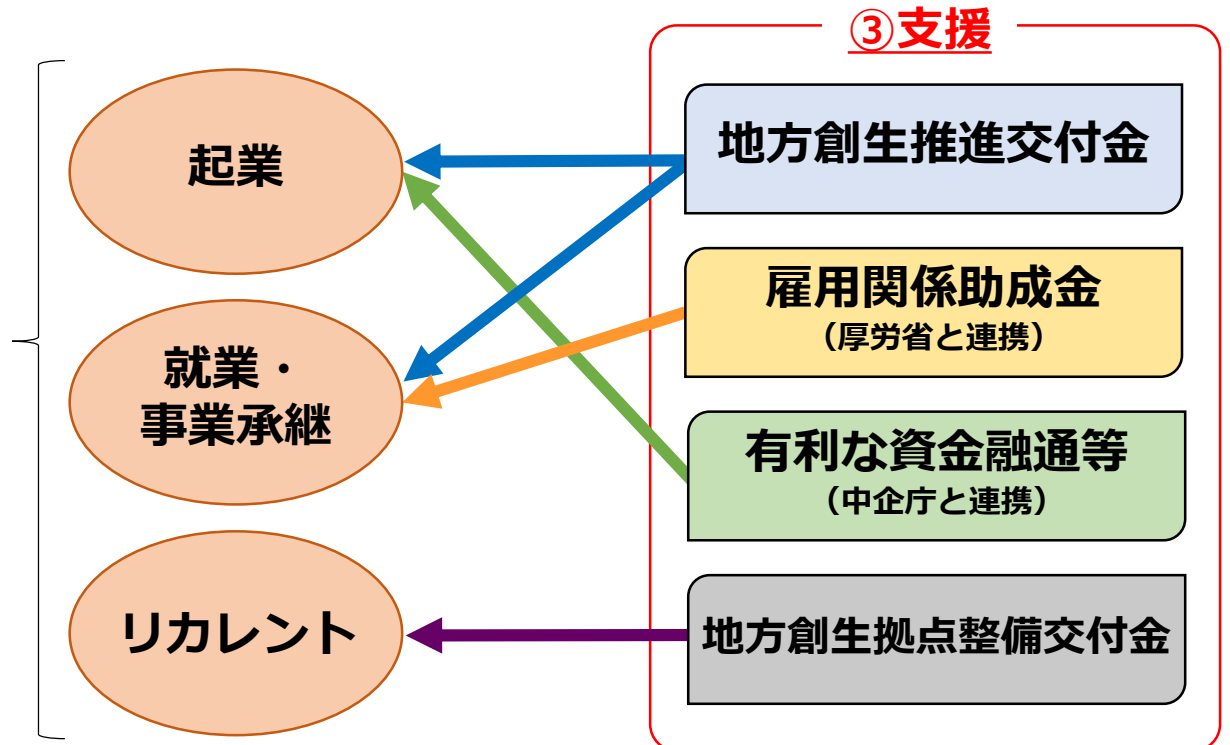 ③支援
起業
就業・
事業承継
リカレント
地方創生推進交付金
雇用関係助成金
（厚労省と連携）
有利な資金融通等
（中企庁と連携）
地方創生拠点整備交付金